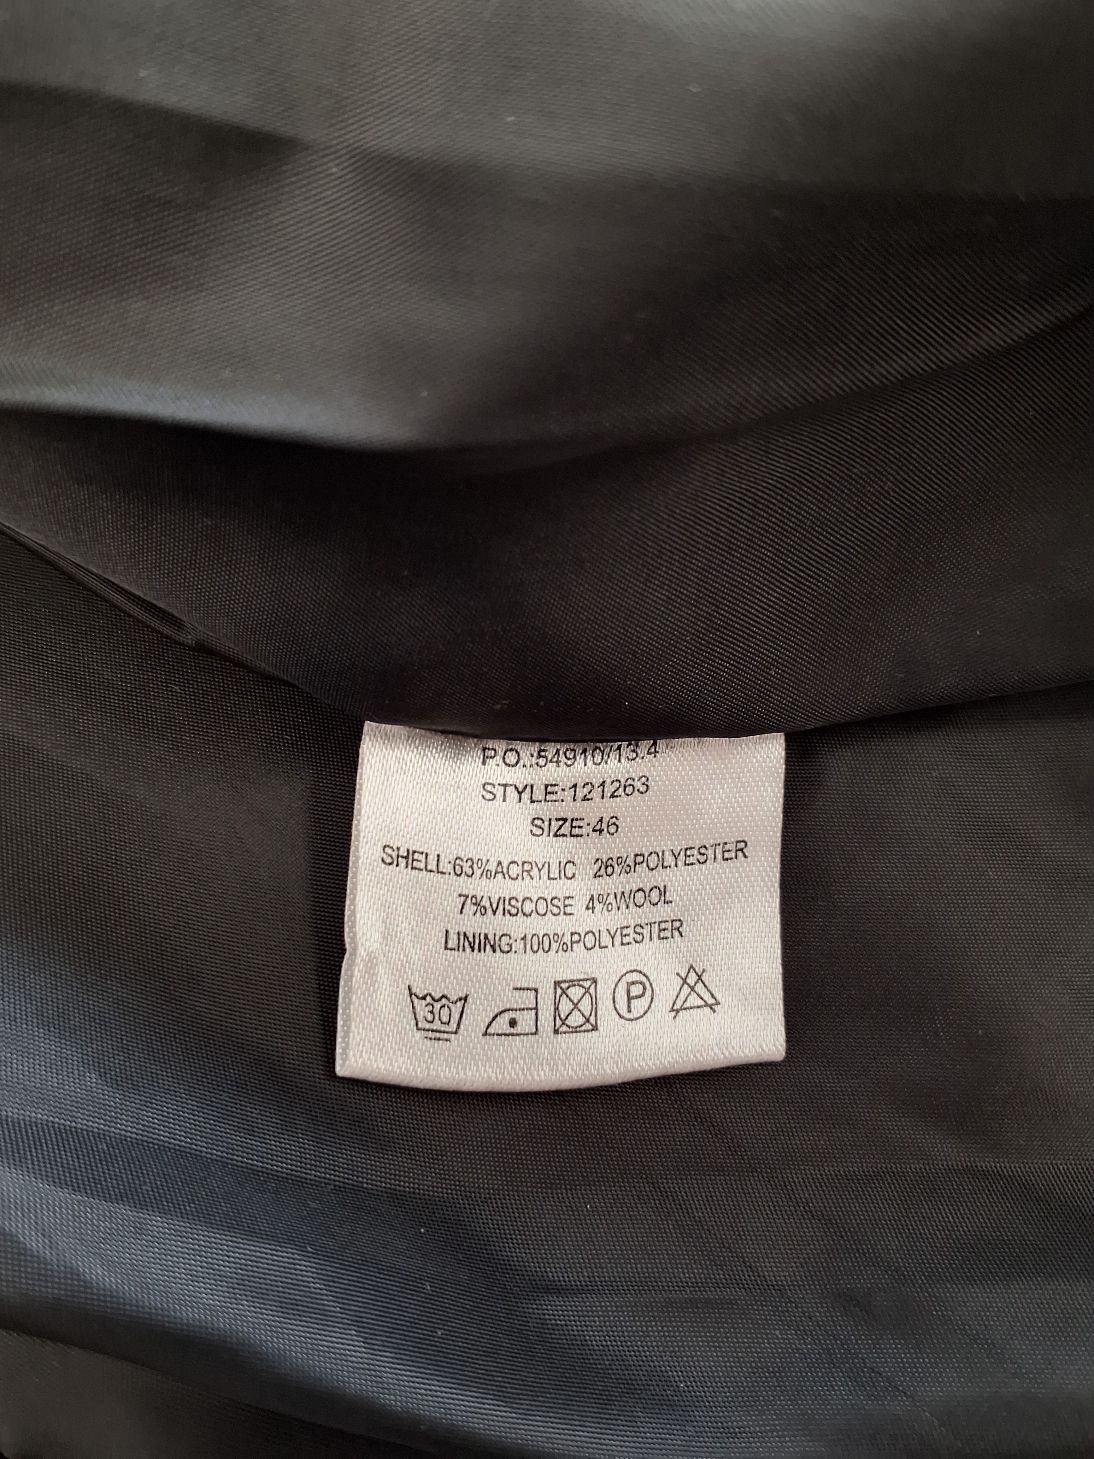 P.O.:54910/13.4
STYLE:121263
SIZE:46
SHELL:63%ACRYLIC 26%POLYESTER
7%VISCOSE 4%WOOL
LINING:100%POLYESTER
30 P